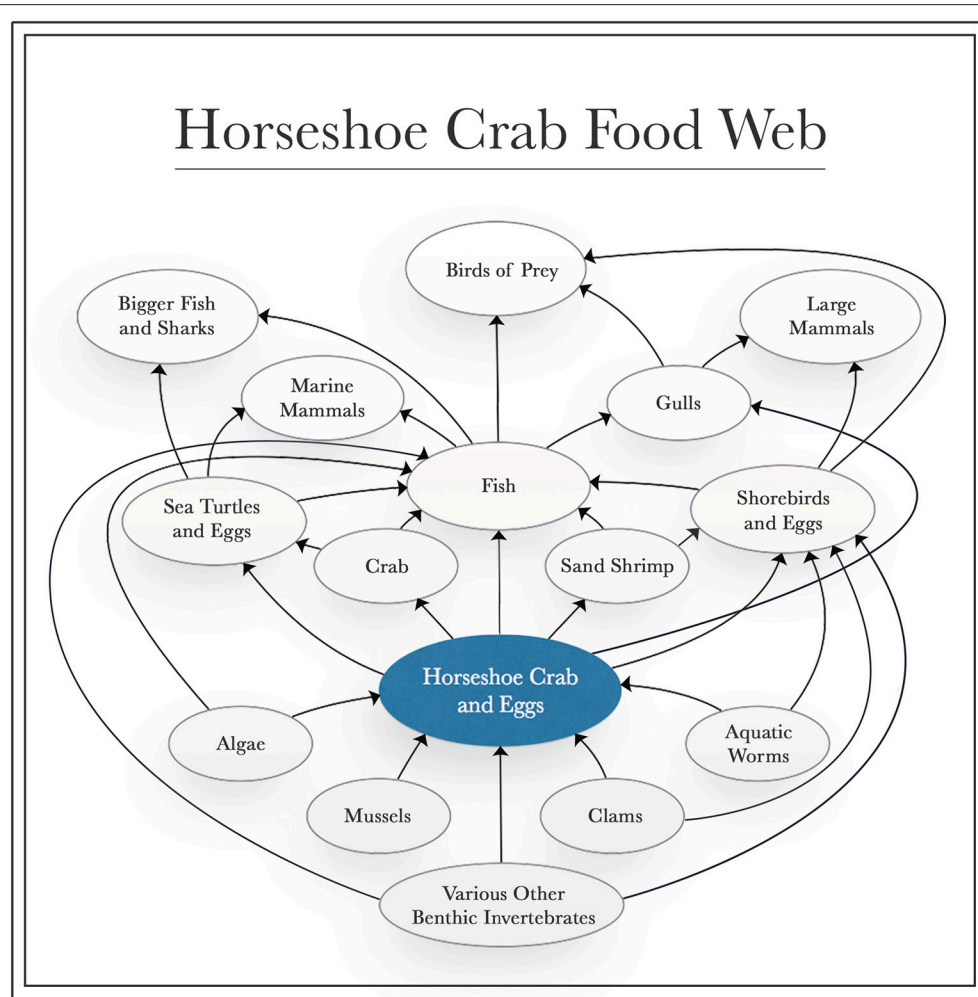 Horseshoe Crab Food Web
Birds of Prey
Bigger Fish
and Sharks
Large
Mammals
Marine
Mammals
Gulls
Fish
Sea Turtles
and Eggs
Shorebirds
and Eggs
Crab
Sand Shrimp
Horseshoe Crab
and Eggs
Algae
Aquatic
Worms
Mussels
Clams
Various Other
Benthic Invertebrates